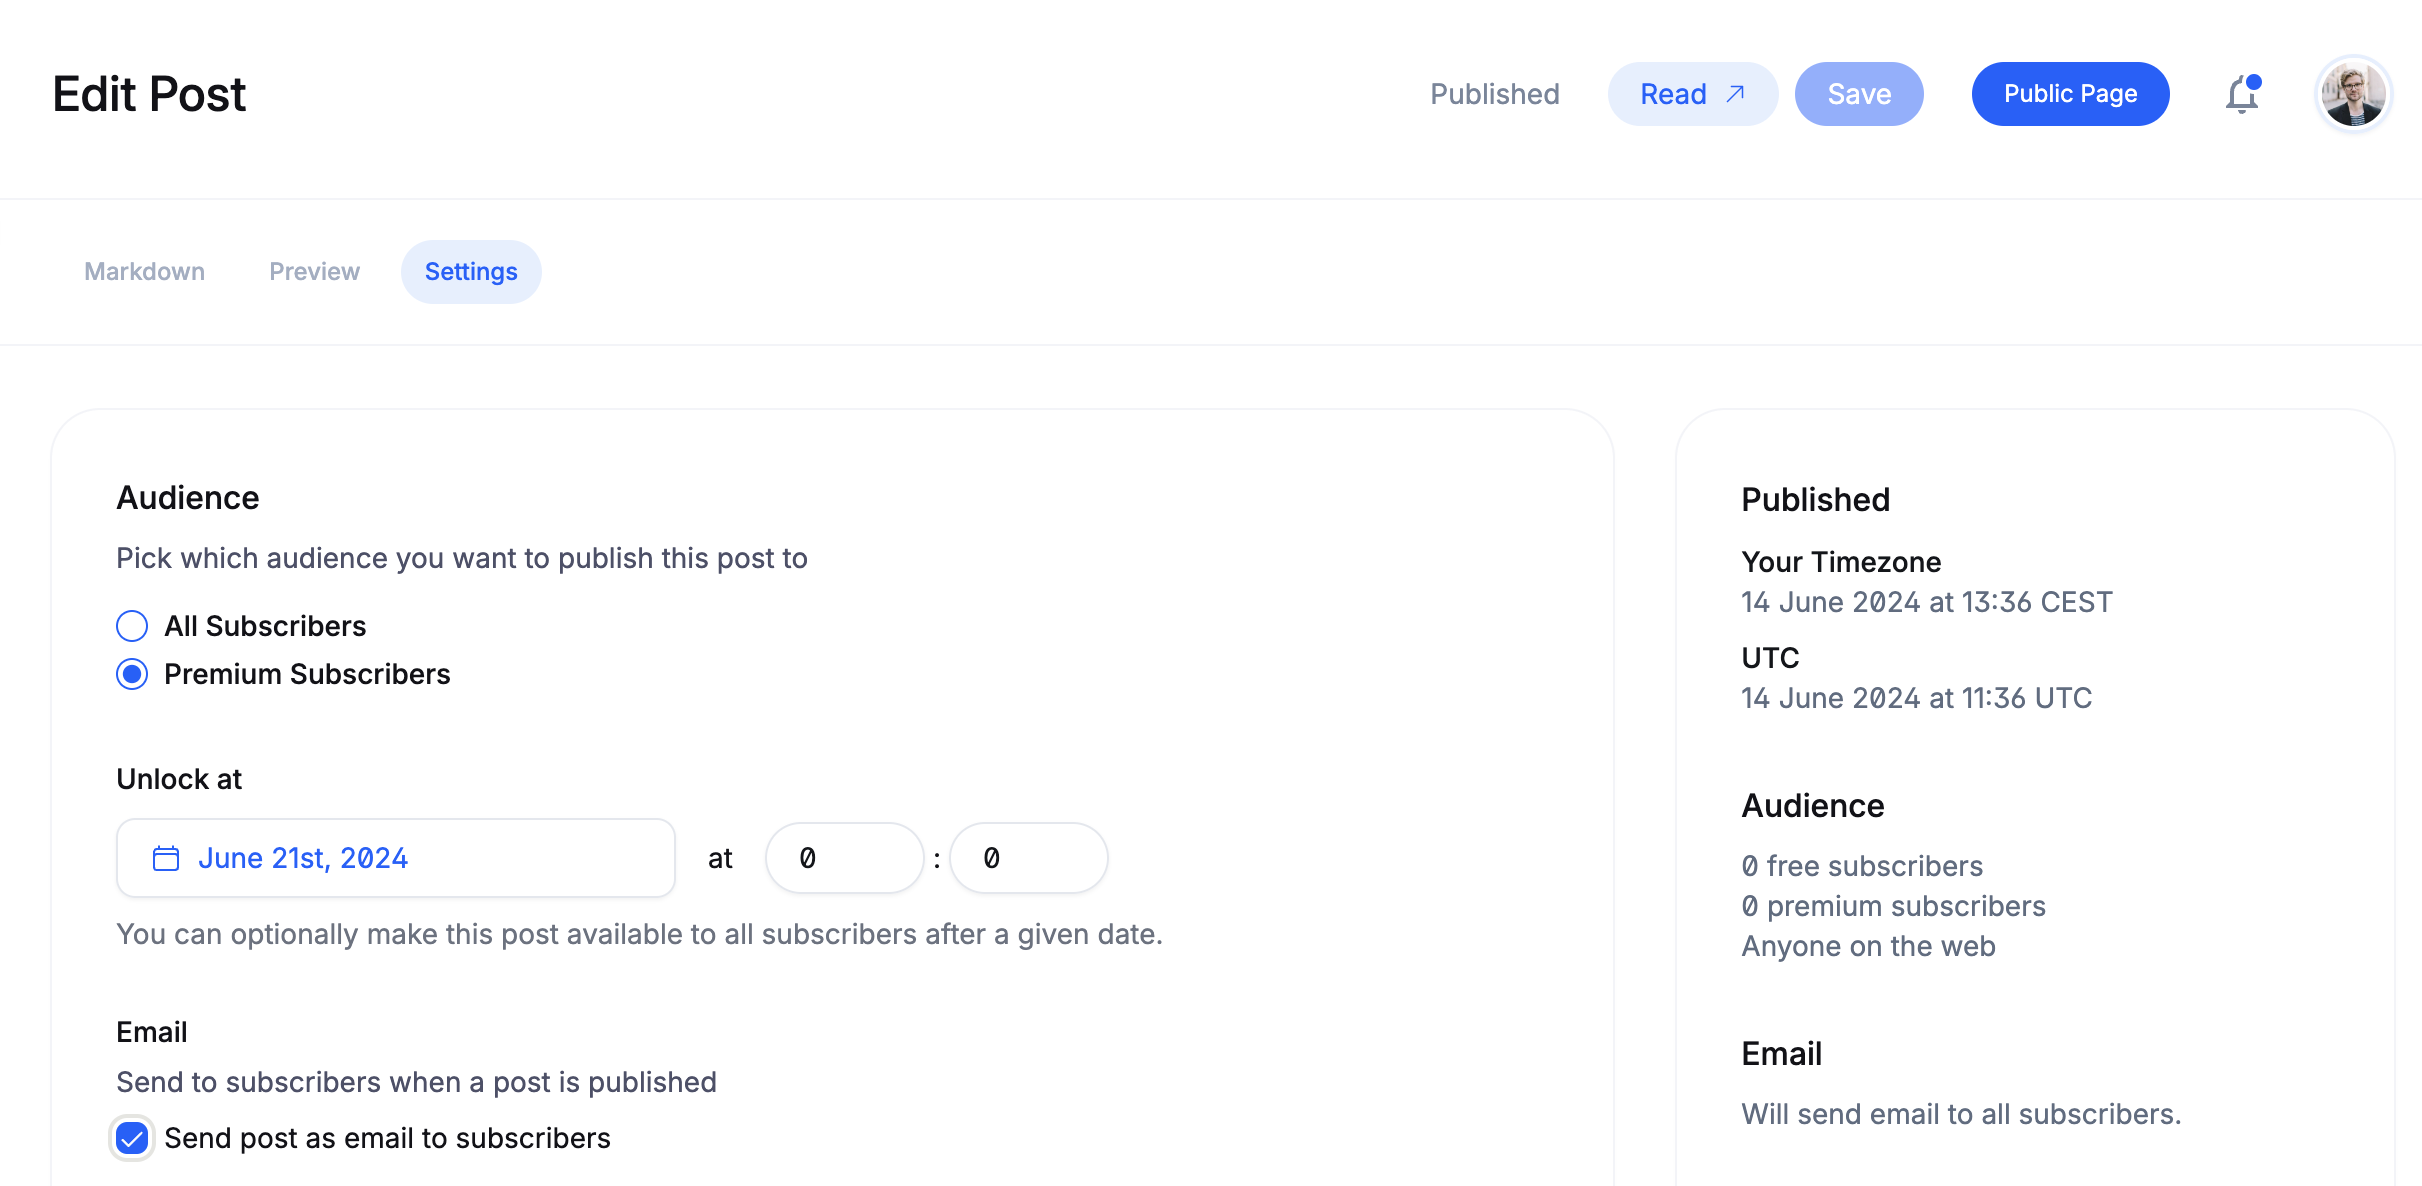 Edit Post
Published
Read
Save
Public Page
Markdown
Preview
Settings
Audience
Pick which audience you want to publish this post to
All Subscribers
Premium Subscribers
Unlock at
June 21st, 2024 at 0 : 0
You can optionally make this post available to all subscribers after a given date.
Email
Send to subscribers when a post is published
Send post as email to subscribers
Published
Your Timezone
14 June 2024 at 13:36 CEST
UTC
14 June 2024 at 11:36 UTC
Audience
0 free subscribers
0 premium subscribers
Anyone on the web
Email
Will send email to all subscribers.